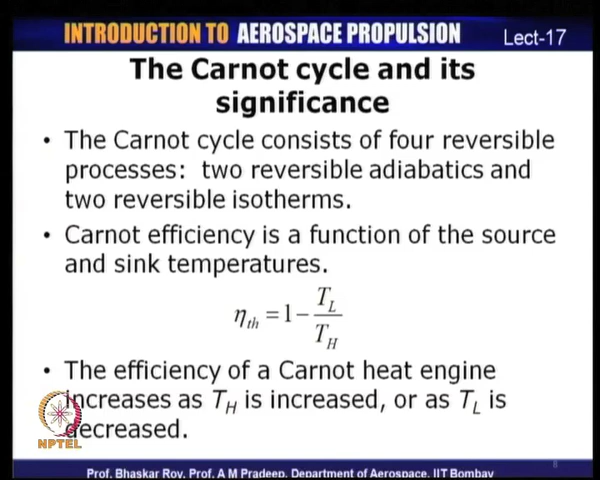 INTRODUCTION TO AEROSPACE PROPULSION Lect-17
The Carnot cycle and its
significance
• The Carnot cycle consists of four reversible
processes: two reversible adiabatics and
two reversible isotherms.
• Carnot efficiency is a function of the source
and sink temperatures.
η_th = 1 − T_L / T_H
• The efficiency of a Carnot heat engine
increases as T_H is increased, or as T_L is
decreased.
NPTEL
8
Prof. Bhaskar Roy, Prof. A M Pradeep, Department of Aerospace, IIT Bombay